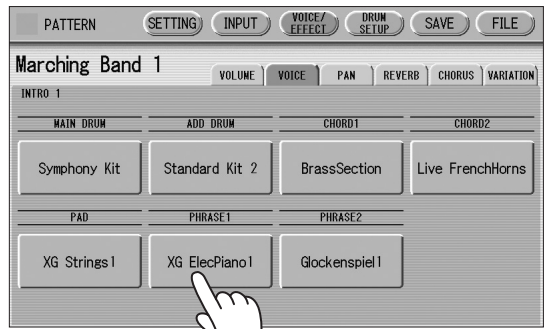 PATTERN SETTING INPUT VOICE/ EFFECT DRUM SETUP SAVE FILE
Marching Band 1 VOLUME VOICE PAN REVERB CHORUS VARIATION
INTRO 1
MAIN DRUM ADD DRUM CHORD1 CHORD2
Symphony Kit Standard Kit 2 BrassSection Live FrenchHorns
PAD PHRASE1 PHRASE2
XG Strings1 XG ElecPiano1 Glockenspiel1